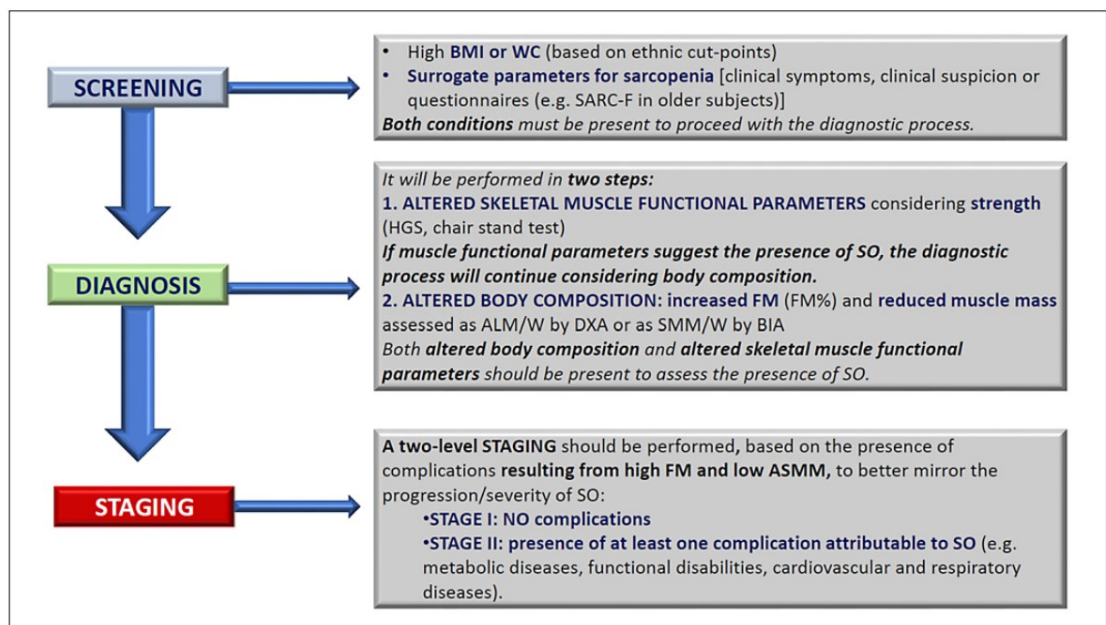 SCREENING
• High BMI or WC (based on ethnic cut-points)
• Surrogate parameters for sarcopenia [clinical symptoms, clinical suspicion or
questionnaires (e.g. SARC-F in older subjects)]
Both conditions must be present to proceed with the diagnostic process.
DIAGNOSIS
It will be performed in two steps:
1. ALTERED SKELETAL MUSCLE FUNCTIONAL PARAMETERS considering strength
(HGS, chair stand test)
If muscle functional parameters suggest the presence of SO, the diagnostic
process will continue considering body composition.
2. ALTERED BODY COMPOSITION: increased FM (FM%) and reduced muscle mass
assessed as ALM/W by DXA or as SMM/W by BIA
Both altered body composition and altered skeletal muscle functional
parameters should be present to assess the presence of SO.
STAGING
A two-level STAGING should be performed, based on the presence of
complications resulting from high FM and low ASMM, to better mirror the
progression/severity of SO:
•STAGE I: NO complications
•STAGE II: presence of at least one complication attributable to SO (e.g.
metabolic diseases, functional disabilities, cardiovascular and respiratory
diseases).